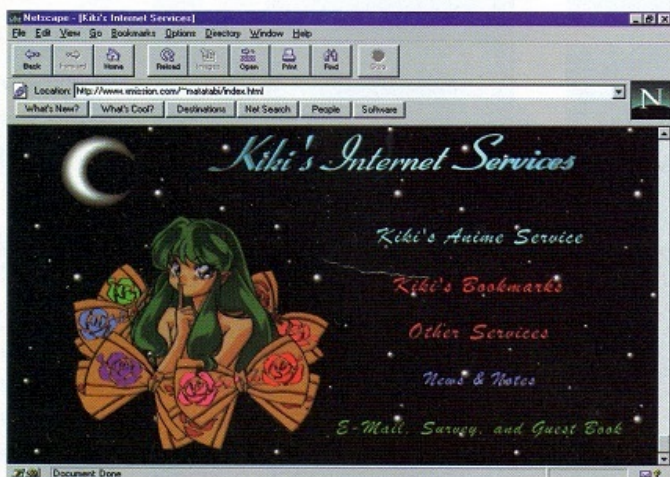 Netscape - [Kiki's Internet Services]
File Edit View Go Bookmarks Options Directory Window Help
Back Forward Home Reload Images Open Print Find Stop
Location: http://www.xmission.com/~matatabi/index.html
What's New? What's Cool? Destinations Net Search People Software
N
Kiki's Internet Services
Kiki's Anime Service
Kiki's Bookmarks
Other Services
News & Notes
E-Mail, Survey, and Guest Book
Document: Done